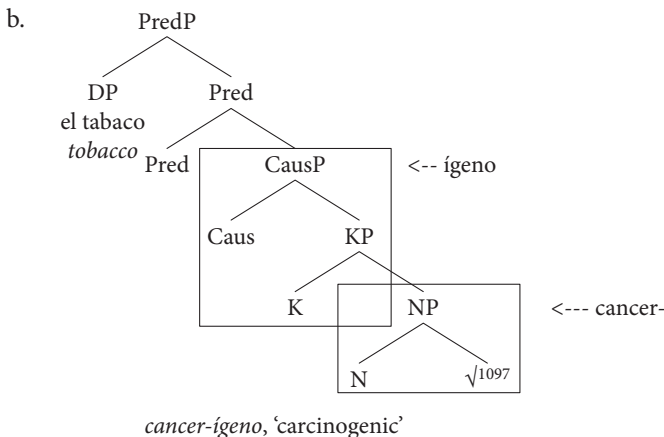 b.
PredP
DP Pred
el tabaco
tobacco Pred CausP <-- ígeno
Caus KP
K NP <--- cancer-
N √1097
cancer-ígeno, ‘carcinogenic’